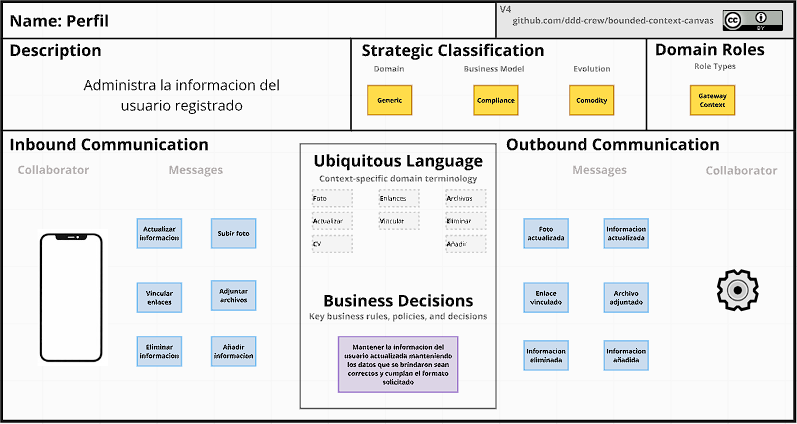 Name: Perfil
V4
github.com/ddd-crew/bounded-context-canvas
cc
BY
Description
Administra la informacion del
usuario registrado
Strategic Classification
Domain
Business Model
Evolution
Generic
Compliance
Comodity
Domain Roles
Role Types
Gateway
Context
Inbound Communication
Collaborator
Messages
Actualizar
informacion
Subir foto
Vincular
enlaces
Adjuntar
archivos
Eliminar
informacion
Añadir
informacion
Ubiquitous Language
Context-specific domain terminology
Foto
Enlances
Archivos
Actualizar
Vincular
Eliminar
CV
Añadir
Business Decisions
Key business rules, policies, and decisions
Mantener la informacion del
usuario actualizada manteniendo
los datos que se brindaron sean
correctos y cumplan el formato
solicitado
Outbound Communication
Messages
Collaborator
Foto
actualizada
Informacion
actualizada
Enlace
vinculado
Archivo
adjuntado
Informacion
eliminada
Informacion
añadida